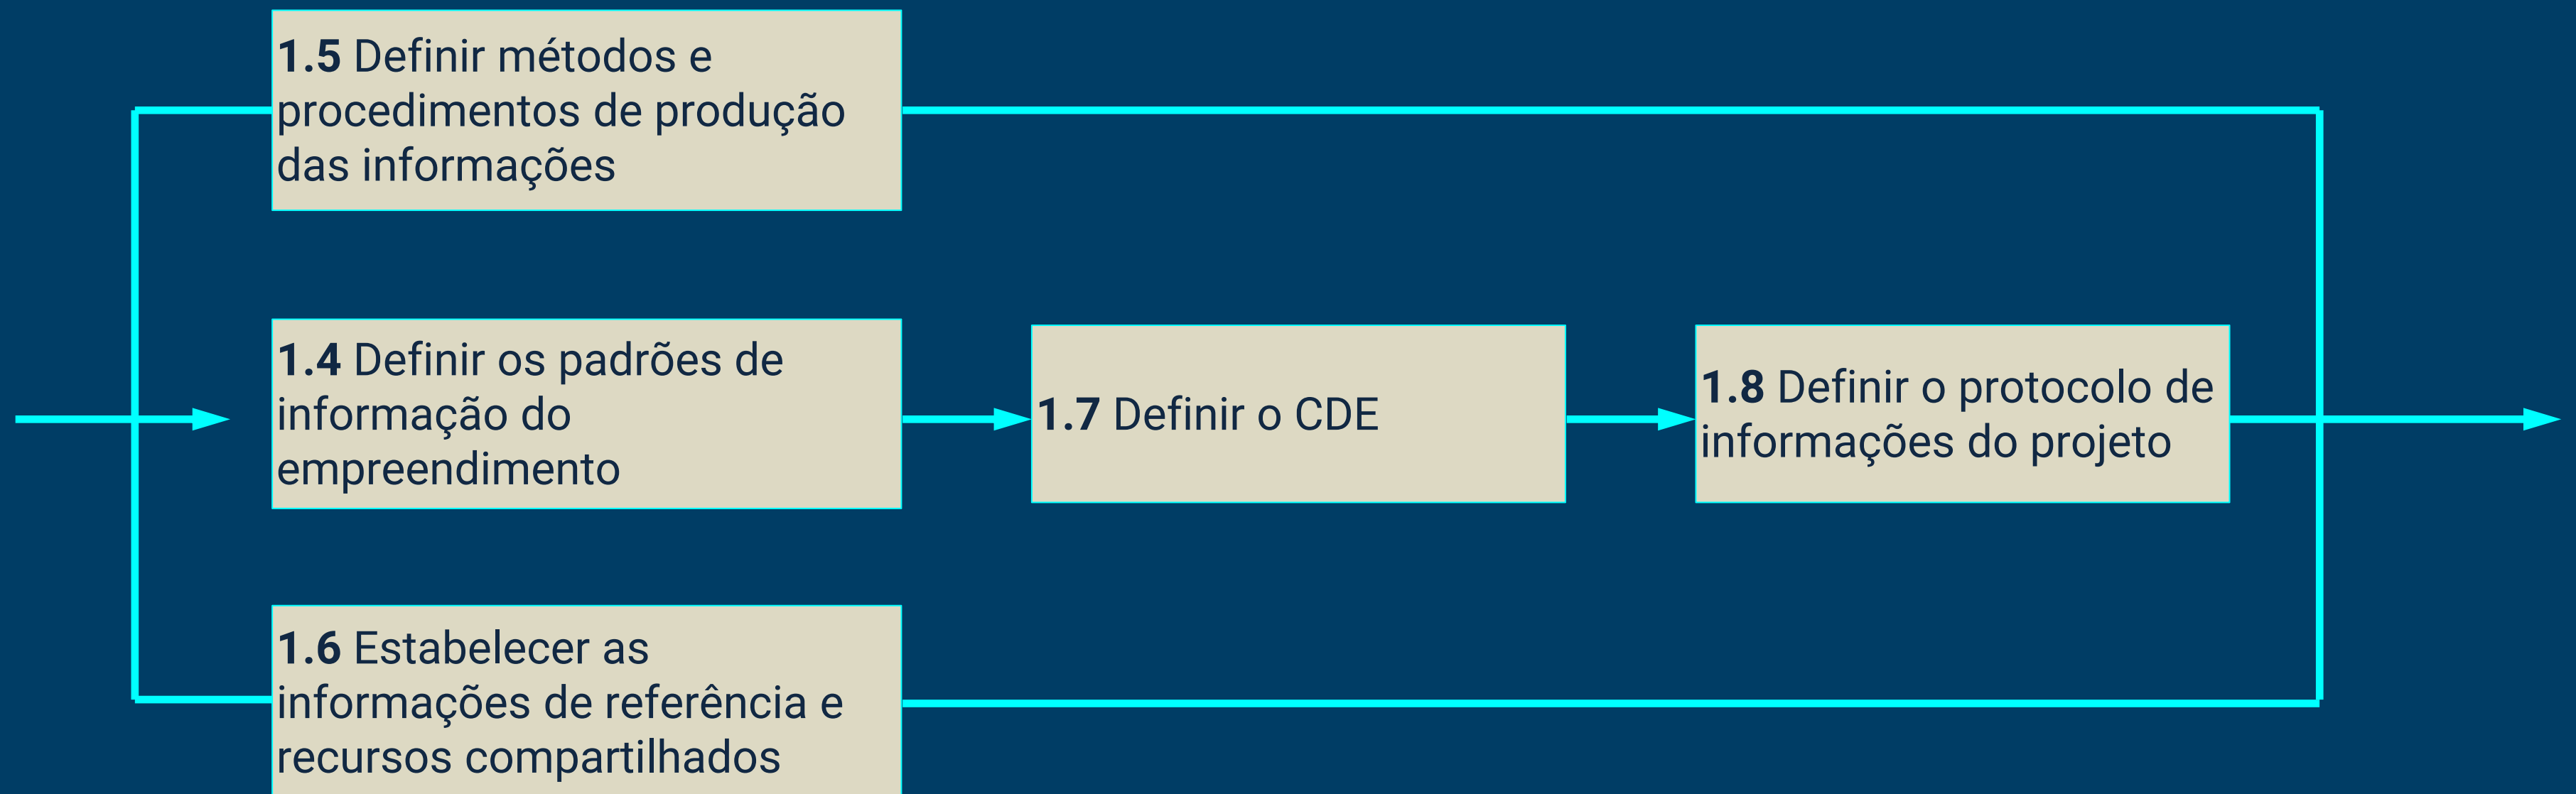 1.5 Definir métodos e
procedimentos de produção
das informações
1.4 Definir os padrões de
informação do
empreendimento
1.7 Definir o CDE
1.8 Definir o protocolo de
informações do projeto
1.6 Estabelecer as
informações de referência e
recursos compartilhados